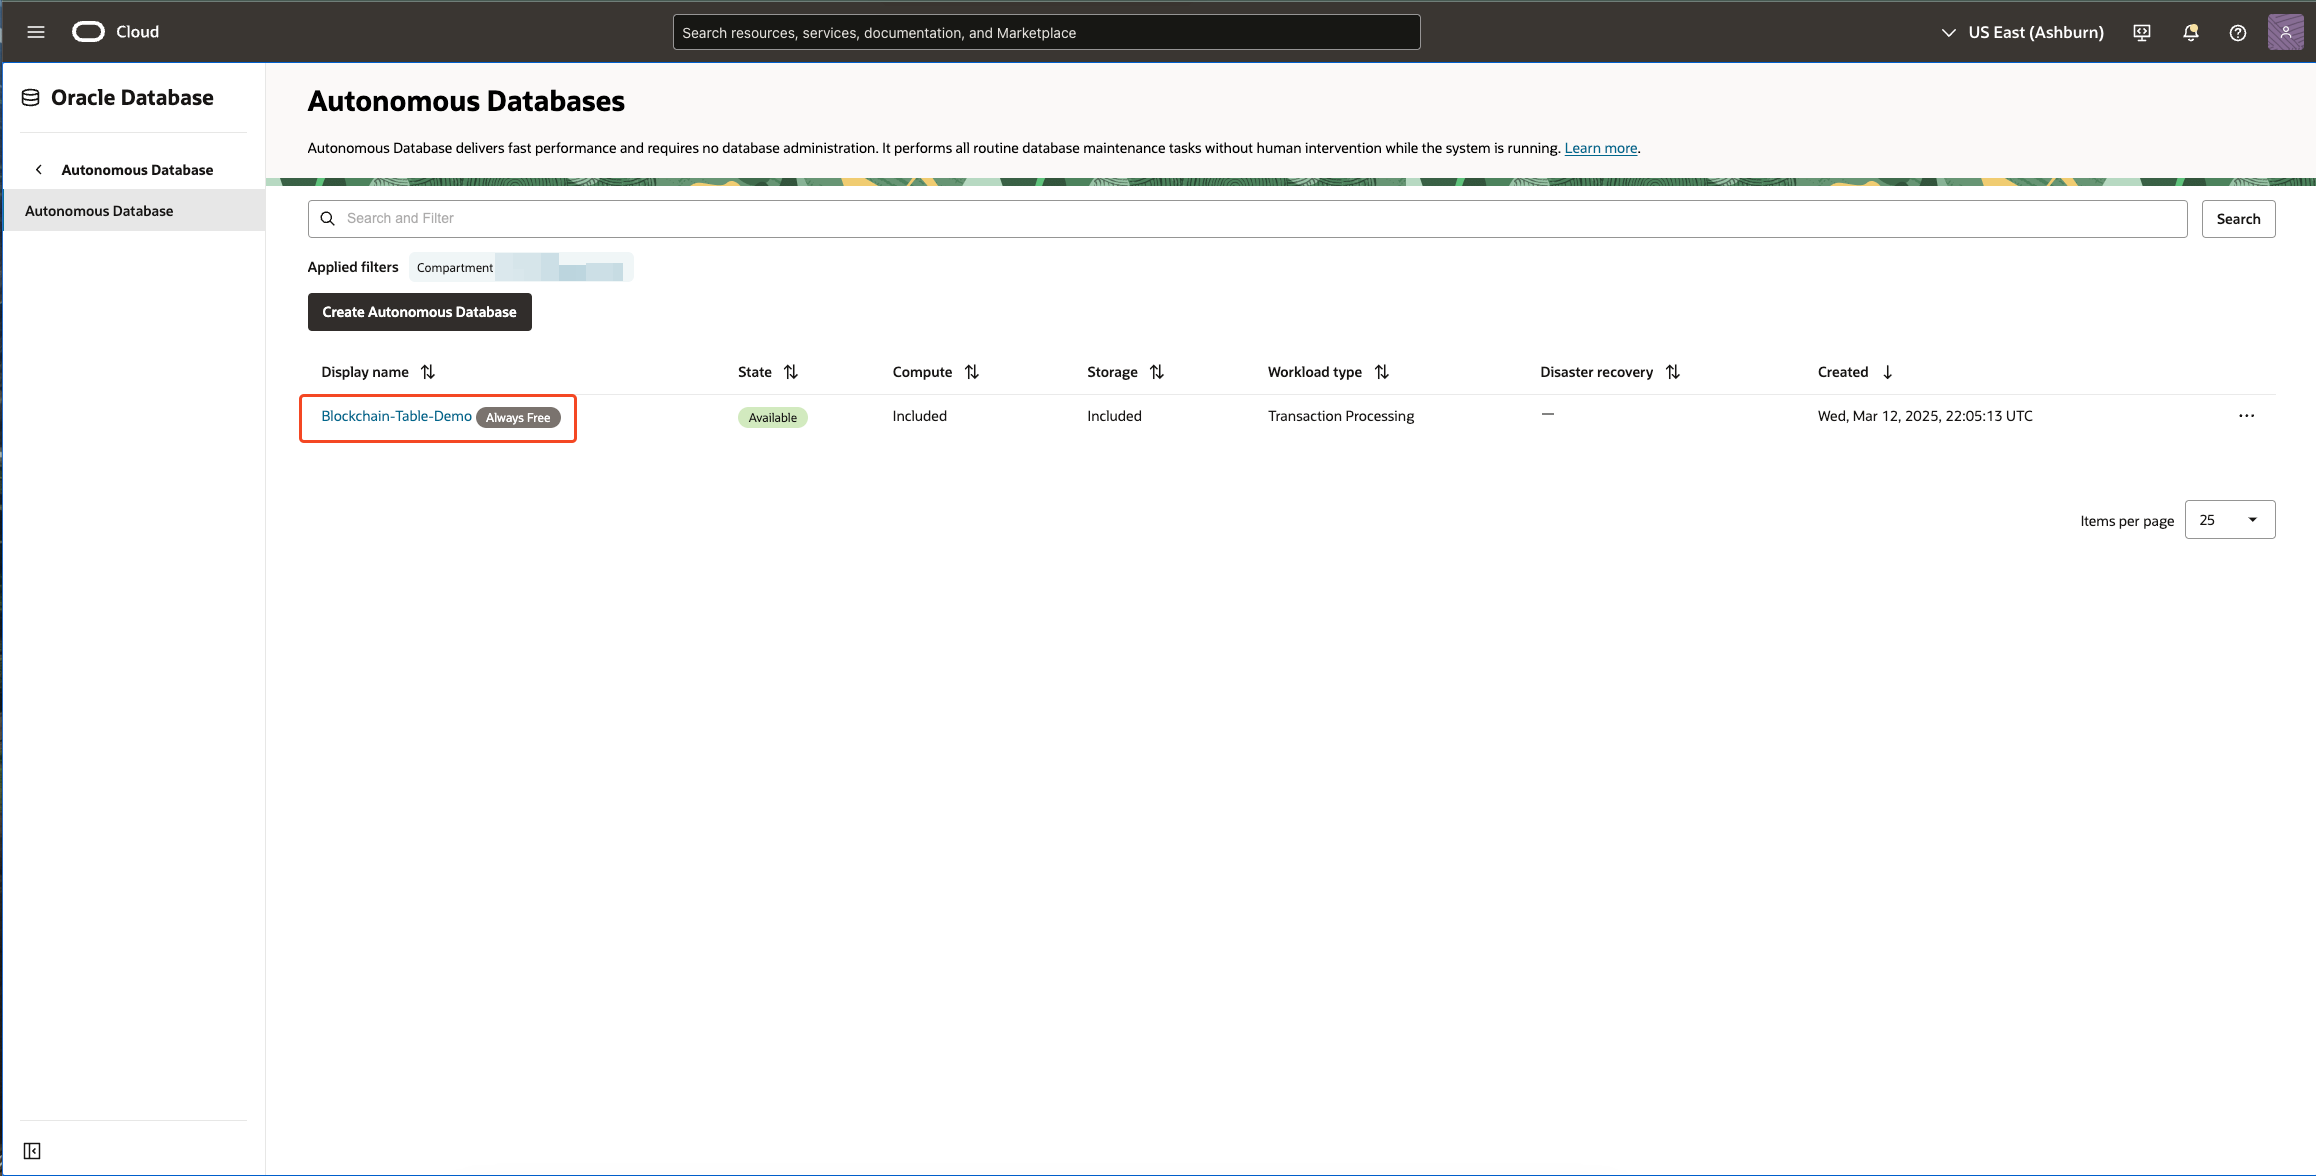 Cloud
Search resources, services, documentation, and Marketplace
US East (Ashburn)
Oracle Database
Autonomous Database
Autonomous Database
Autonomous Databases
Autonomous Database delivers fast performance and requires no database administration. It performs all routine database maintenance tasks without human intervention while the system is running. Learn more.
Search and Filter
Search
Applied filters Compartment
Create Autonomous Database
Display name State Compute Storage Workload type Disaster recovery Created
Blockchain-Table-Demo Always Free Available Included Included Transaction Processing — Wed, Mar 12, 2025, 22:05:13 UTC
Items per page 25